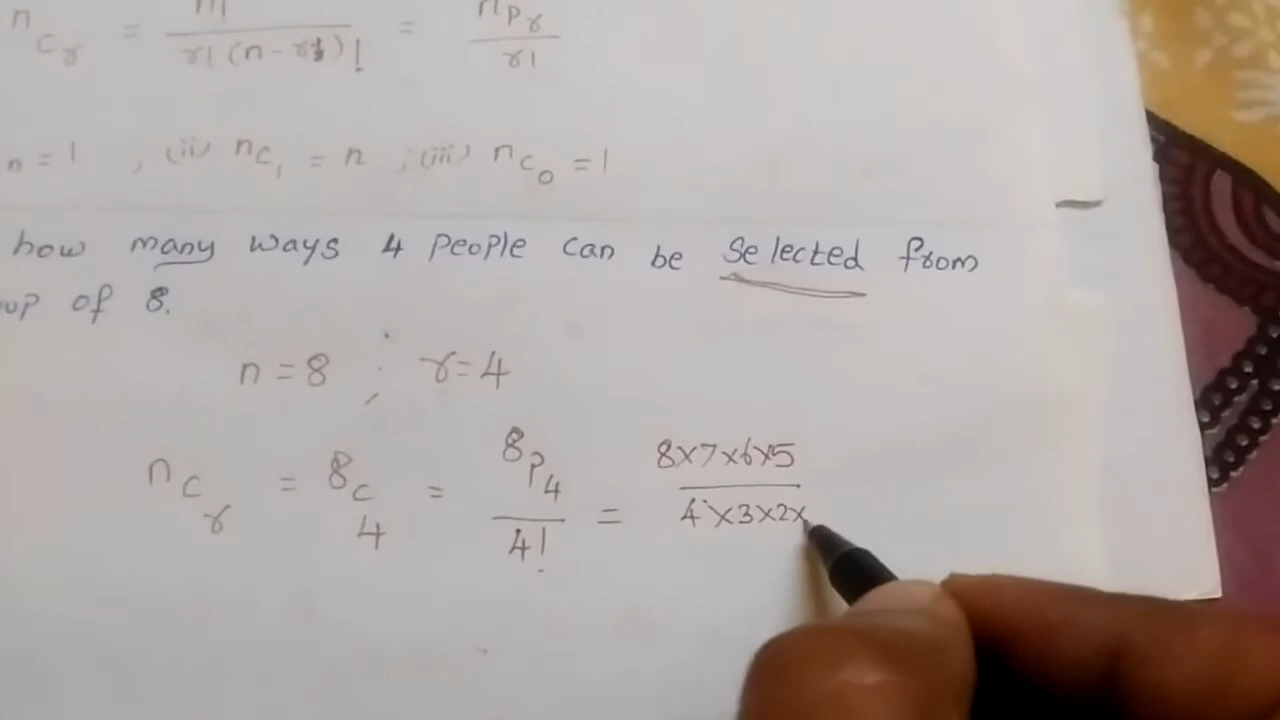 nCr = n! / r!(n-r)! = nPr / r!
n = 1 , (ii) nC1 = n , (iii) nC0 = 1
how many ways 4 people can be selected from
of 8.
n = 8 ; r = 4
nCr = 8C4 = 8P4 / 4! = 8×7×6×5 / 4×3×2×